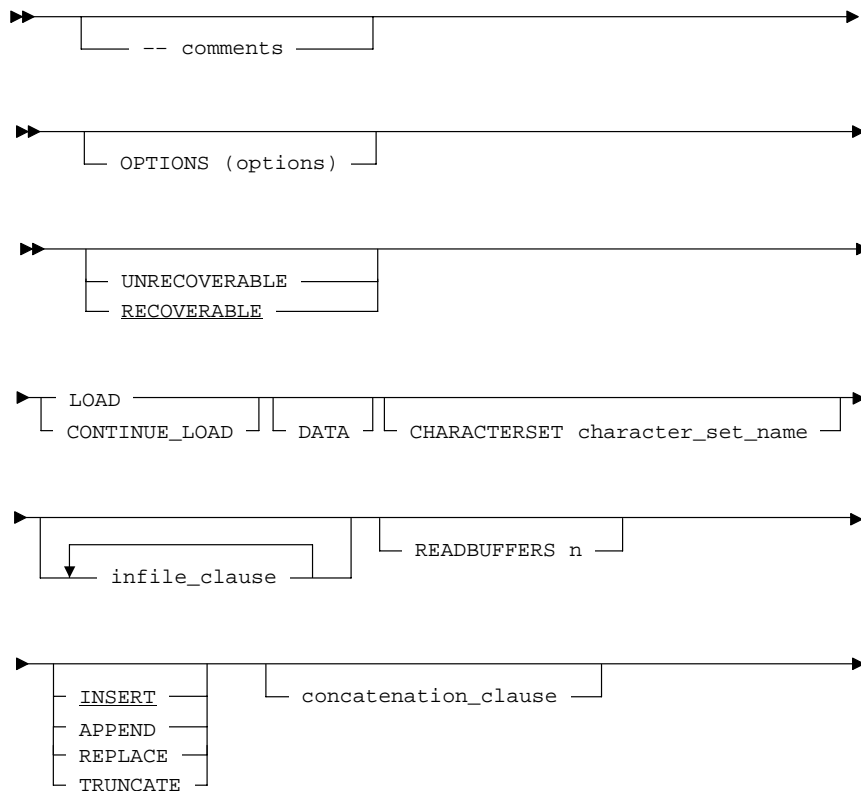 -- comments
OPTIONS (options)
UNRECOVERABLE
RECOVERABLE
LOAD
CONTINUE_LOAD DATA CHARACTERSET character_set_name
infile_clause READBUFFERS n
INSERT concatenation_clause
APPEND
REPLACE
TRUNCATE